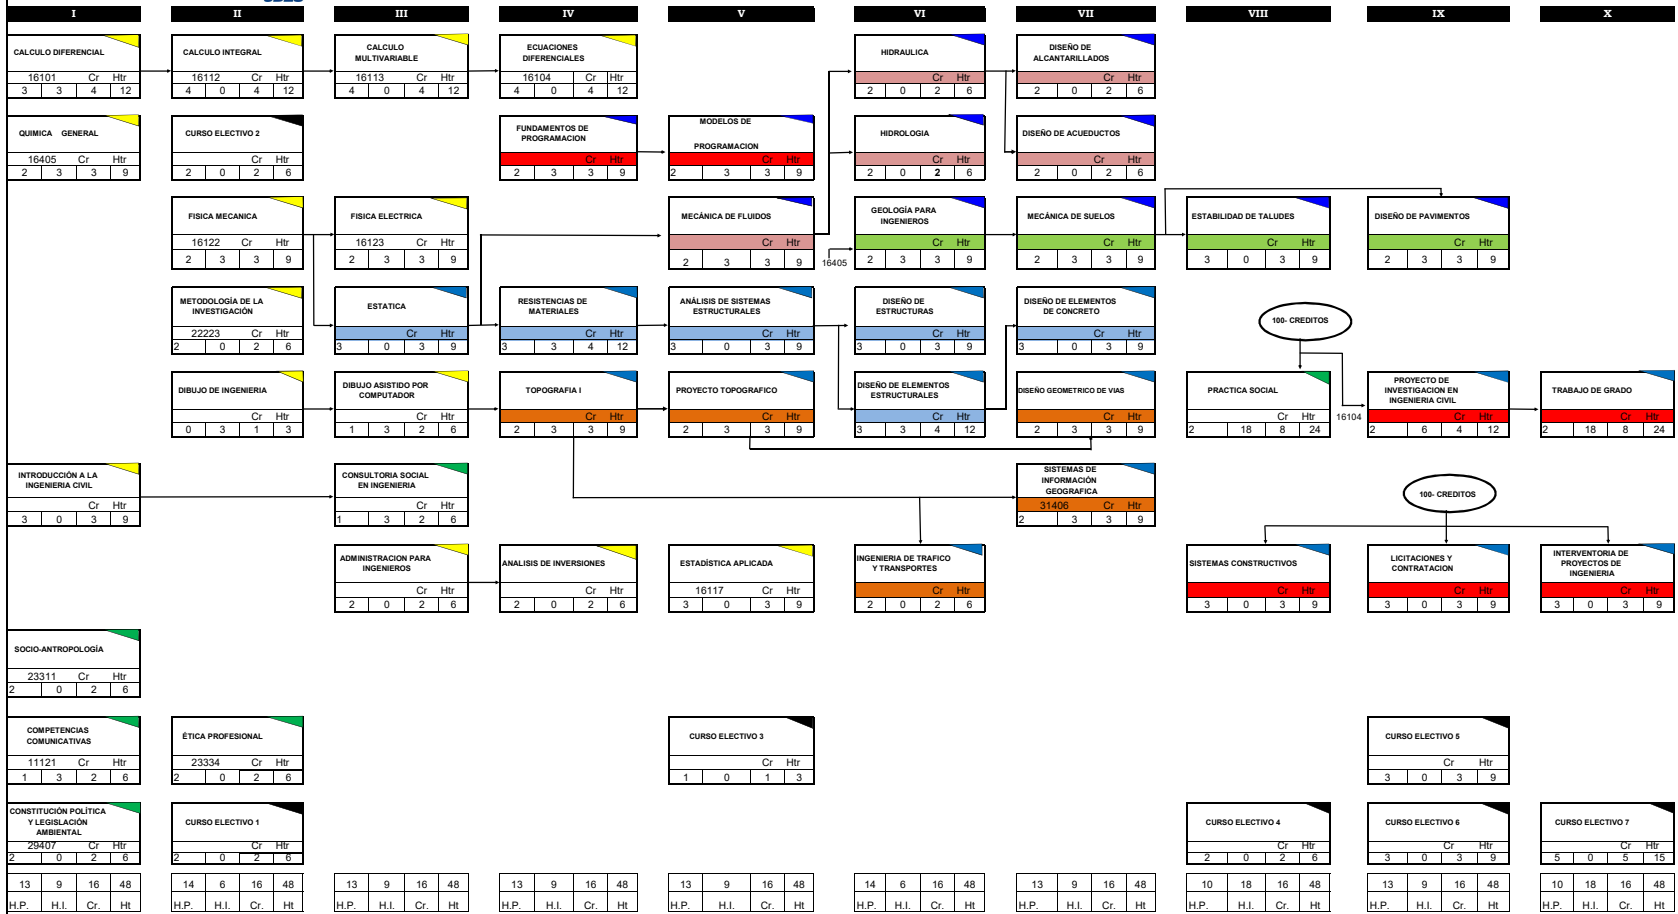 I II III IV V VI VII VIII IX X
CALCULO DIFERENCIAL
16101 Cr Htr
3 3 4 12
CALCULO INTEGRAL
16112 Cr Htr
4 0 4 12
CALCULO
MULTIVARIABLE
16113 Cr Htr
4 0 4 12
ECUACIONES
DIFERENCIALES
16104 Cr Htr
4 0 4 12
HIDRAULICA
Cr Htr
2 0 2 6
DISEÑO DE
ALCANTARILLADOS
Cr Htr
2 0 2 6
QUIMICA GENERAL
16405 Cr Htr
2 3 3 9
CURSO ELECTIVO 2
Cr Htr
2 0 2 6
FUNDAMENTOS DE
PROGRAMACION
Cr Htr
2 3 3 9
MODELOS DE
PROGRAMACION
Cr Htr
2 3 3 9
HIDROLOGIA
Cr Htr
2 0 2 6
DISEÑO DE ACUEDUCTOS
Cr Htr
2 0 2 6
FISICA MECANICA
16122 Cr Htr
2 3 3 9
FISICA ELECTRICA
16123 Cr Htr
2 3 3 9
MECÁNICA DE FLUIDOS
Cr Htr
2 3 3 9
16405
GEOLOGÍA PARA
INGENIEROS
Cr Htr
2 3 3 9
MECÁNICA DE SUELOS
Cr Htr
2 3 3 9
ESTABILIDAD DE TALUDES
Cr Htr
3 0 3 9
DISEÑO DE PAVIMENTOS
Cr Htr
2 3 3 9
METODOLOGÍA DE LA
INVESTIGACIÓN
22223 Cr Htr
2 0 2 6
ESTATICA
Cr Htr
3 0 3 9
RESISTENCIAS DE
MATERIALES
Cr Htr
3 3 4 12
ANÁLISIS DE SISTEMAS
ESTRUCTURALES
Cr Htr
3 0 3 9
DISEÑO DE
ESTRUCTURAS
Cr Htr
3 0 3 9
DISEÑO DE ELEMENTOS
DE CONCRETO
Cr Htr
3 0 3 9
100- CREDITOS
DIBUJO DE INGENIERIA
Cr Htr
0 3 1 3
DIBUJO ASISTIDO POR
COMPUTADOR
Cr Htr
1 3 2 6
TOPOGRAFIA I
Cr Htr
2 3 3 9
PROYECTO TOPOGRAFICO
Cr Htr
2 3 3 9
DISEÑO DE ELEMENTOS
ESTRUCTURALES
Cr Htr
3 3 4 12
DISEÑO GEOMETRICO DE VIAS
Cr Htr
2 3 3 9
PRACTICA SOCIAL
Cr Htr
2 18 8 24
16104
PROYECTO DE
INVESTIGACION EN
INGENIERIA CIVIL
Cr Htr
2 6 4 12
TRABAJO DE GRADO
Cr Htr
2 18 8 24
INTRODUCCIÓN A LA
INGENIERIA CIVIL
Cr Htr
3 0 3 9
CONSULTORIA SOCIAL
EN INGENIERIA
Cr Htr
1 3 2 6
SISTEMAS DE
INFORMACIÓN
GEOGRAFICA
31406 Cr Htr
2 3 3 9
100- CREDITOS
ADMINISTRACION PARA
INGENIEROS
Cr Htr
2 0 2 6
ANALISIS DE INVERSIONES
Cr Htr
2 0 2 6
ESTADÍSTICA APLICADA
16117 Cr Htr
3 0 3 9
INGENIERIA DE TRAFICO
Y TRANSPORTES
Cr Htr
2 0 2 6
SISTEMAS CONSTRUCTIVOS
Cr Htr
3 0 3 9
LICITACIONES Y
CONTRATACION
Cr Htr
3 0 3 9
INTERVENTORIA DE
PROYECTOS DE
INGENIERIA
Cr Htr
3 0 3 9
SOCIO-ANTROPOLOGÍA
23311 Cr Htr
2 0 2 6
COMPETENCIAS
COMUNICATIVAS
11121 Cr Htr
1 3 2 6
ÉTICA PROFESIONAL
23334 Cr Htr
2 0 2 6
CURSO ELECTIVO 3
Cr Htr
1 0 1 3
CURSO ELECTIVO 5
Cr Htr
3 0 3 9
CONSTITUCIÓN POLÍTICA
Y LEGISLACIÓN
AMBIENTAL
29407 Cr Htr
2 0 2 6
CURSO ELECTIVO 1
Cr Htr
2 0 2 6
CURSO ELECTIVO 4
Cr Htr
2 0 2 6
CURSO ELECTIVO 6
Cr Htr
3 0 3 9
CURSO ELECTIVO 7
Cr Htr
5 0 5 15
13 9 16 48 14 6 16 48 13 9 16 48 13 9 16 48 13 9 16 48 14 6 16 48 13 9 16 48 10 18 16 48 13 9 16 48 10 18 16 48
H.P. H.I. Cr. Ht H.P. H.I. Cr. Ht H.P. H.I. Cr. Ht H.P. H.I. Cr. Ht H.P. H.I. Cr. Ht H.P. H.I. Cr. Ht H.P. H.I. Cr. Ht H.P. H.I. Cr. Ht H.P. H.I. Cr. Ht H.P. H.I. Cr. Ht